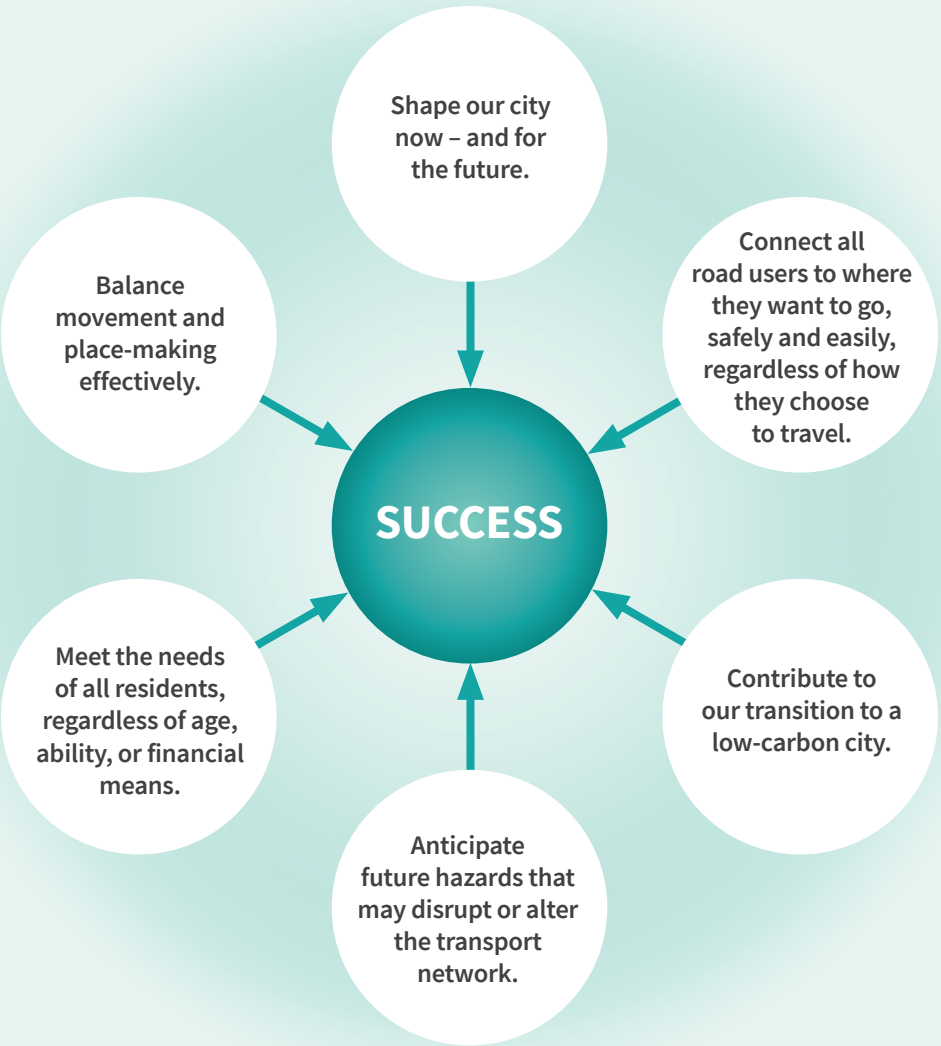 Shape our city
now – and for
the future.
Connect all
road users to where
they want to go,
safely and easily,
regardless of how
they choose
to travel.
Contribute to
our transition to a
low-carbon city.
Anticipate
future hazards that
may disrupt or alter
the transport
network.
Meet the needs
of all residents,
regardless of age,
ability, or financial
means.
Balance
movement and
place-making
effectively.
SUCCESS